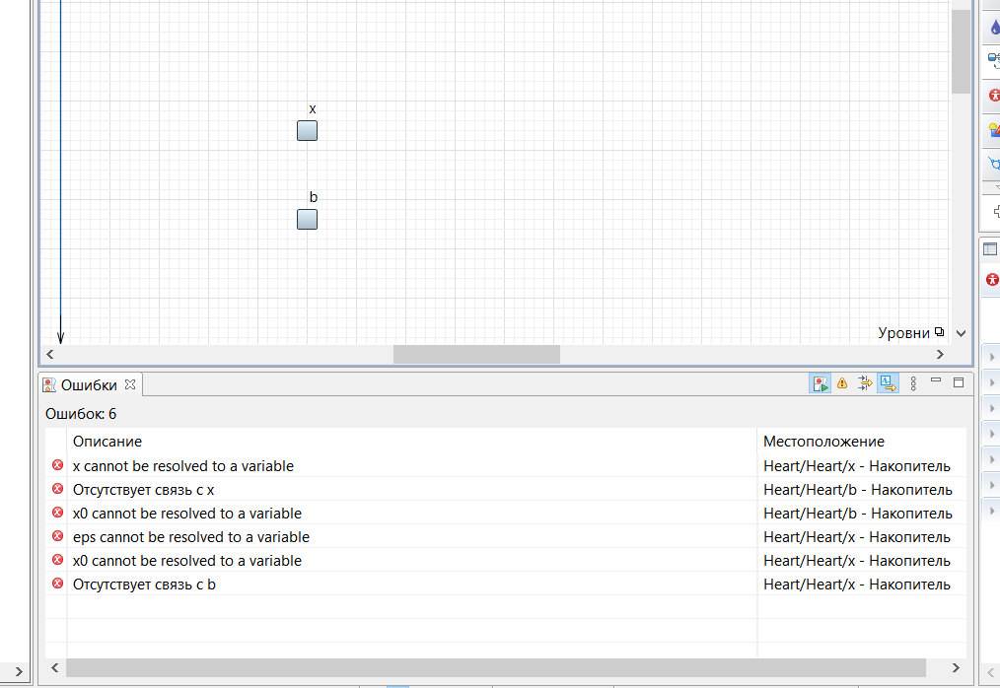 x
b
Уровни
Ошибки
Ошибок: 6
Описание Местоположение
x cannot be resolved to a variable Heart/Heart/x - Накопитель
Отсутствует связь с x Heart/Heart/b - Накопитель
x0 cannot be resolved to a variable Heart/Heart/b - Накопитель
eps cannot be resolved to a variable Heart/Heart/x - Накопитель
x0 cannot be resolved to a variable Heart/Heart/x - Накопитель
Отсутствует связь с b Heart/Heart/x - Накопитель